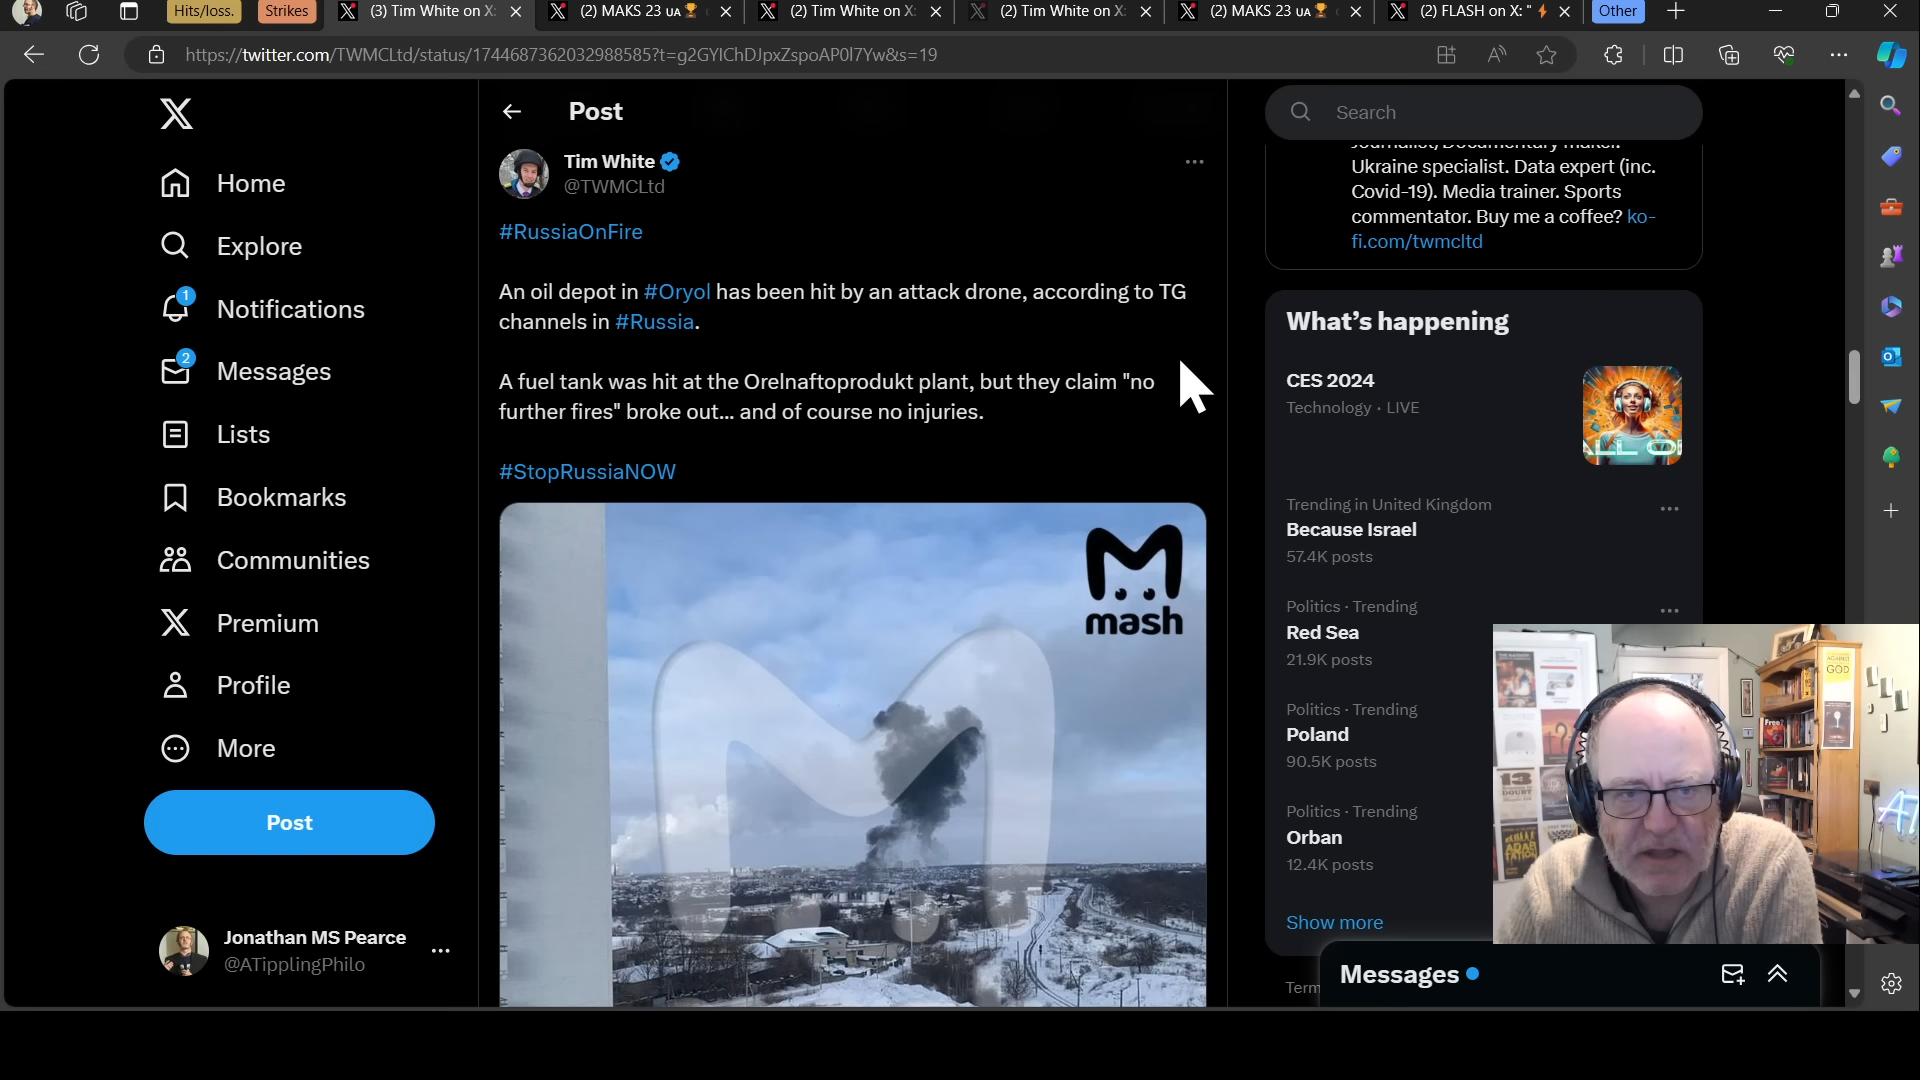 Hits/loss.
Strikes
(3) Tim White on X:
(2) MAKS 23 UA
(2) Tim White on X:
(2) Tim White on X:
(2) MAKS 23 UA
(2) FLASH on X: "
Other
https://twitter.com/TWMCLtd/status/1744687362032988585?t=g2GYIChDJpxZspoAP0l7Yw&s=19
Post
Search
Home
Explore
1
Notifications
2
Messages
Lists
Bookmarks
Communities
Premium
Profile
More
Post
Jonathan MS Pearce
@ATipplingPhilo
Tim White
@TWMCLtd
#RussiaOnFire
An oil depot in #Oryol has been hit by an attack drone, according to TG
channels in #Russia.
A fuel tank was hit at the Orelnaftoprodukt plant, but they claim "no
further fires" broke out... and of course no injuries.
#StopRussiaNOW
mash
Journalist/Documentary maker.
Ukraine specialist. Data expert (inc.
Covid-19). Media trainer. Sports
commentator. Buy me a coffee? ko-
fi.com/twmcltd
What's happening
CES 2024
Technology · LIVE
Trending in United Kingdom
Because Israel
57.4K posts
Politics · Trending
Red Sea
21.9K posts
Politics · Trending
Poland
90.5K posts
Politics · Trending
Orban
12.4K posts
Show more
Messages
AGAINST
GOD
Free?
13
DOUBT